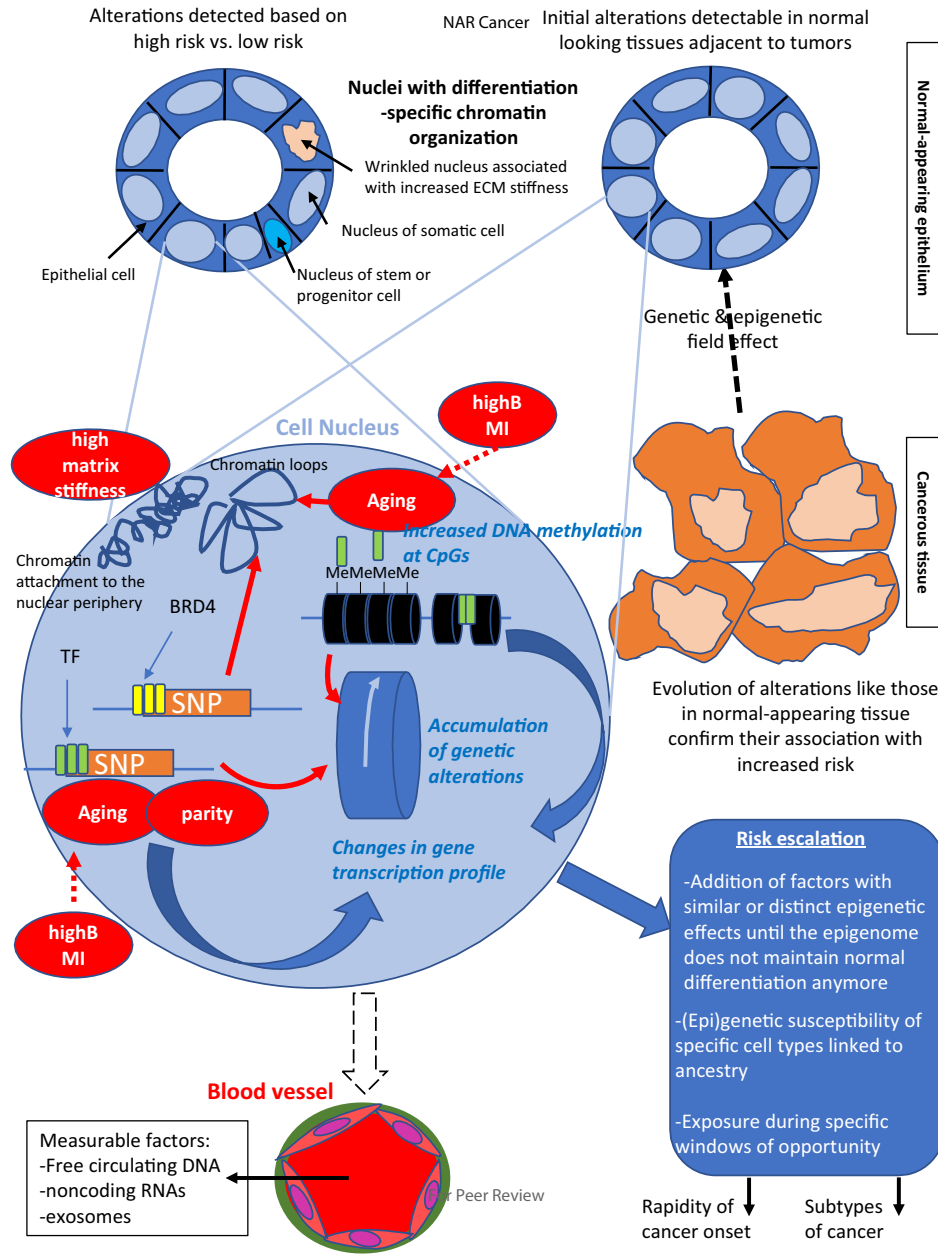 Alterations detected based on
high risk vs. low risk
NAR Cancer
Initial alterations detectable in normal
looking tissues adjacent to tumors
Normal-appearing epithelium
Nuclei with differentiation
-specific chromatin
organization
Wrinkled nucleus associated
with increased ECM stiffness
Nucleus of somatic cell
Epithelial cell
Nucleus of stem or
progenitor cell
Genetic & epigenetic
field effect
highB
MI
Cell Nucleus
high
matrix
stiffness
Chromatin loops
Aging
Increased DNA methylation
at CpGs
Cancerous tissue
Chromatin
attachment to the
nuclear periphery
MeMeMeMe
BRD4
TF
SNP
SNP
Accumulation
of genetic
alterations
Evolution of alterations like those
in normal-appearing tissue
confirm their association with
increased risk
Aging
parity
Changes in gene
transcription profile
highB
MI
Risk escalation
-Addition of factors with
similar or distinct epigenetic
effects until the epigenome
does not maintain normal
differentiation anymore
-(Epi)genetic susceptibility of
specific cell types linked to
ancestry
-Exposure during specific
windows of opportunity
Blood vessel
Measurable factors:
-Free circulating DNA
-noncoding RNAs
-exosomes
For Peer Review
Rapidity of
cancer onset
Subtypes
of cancer